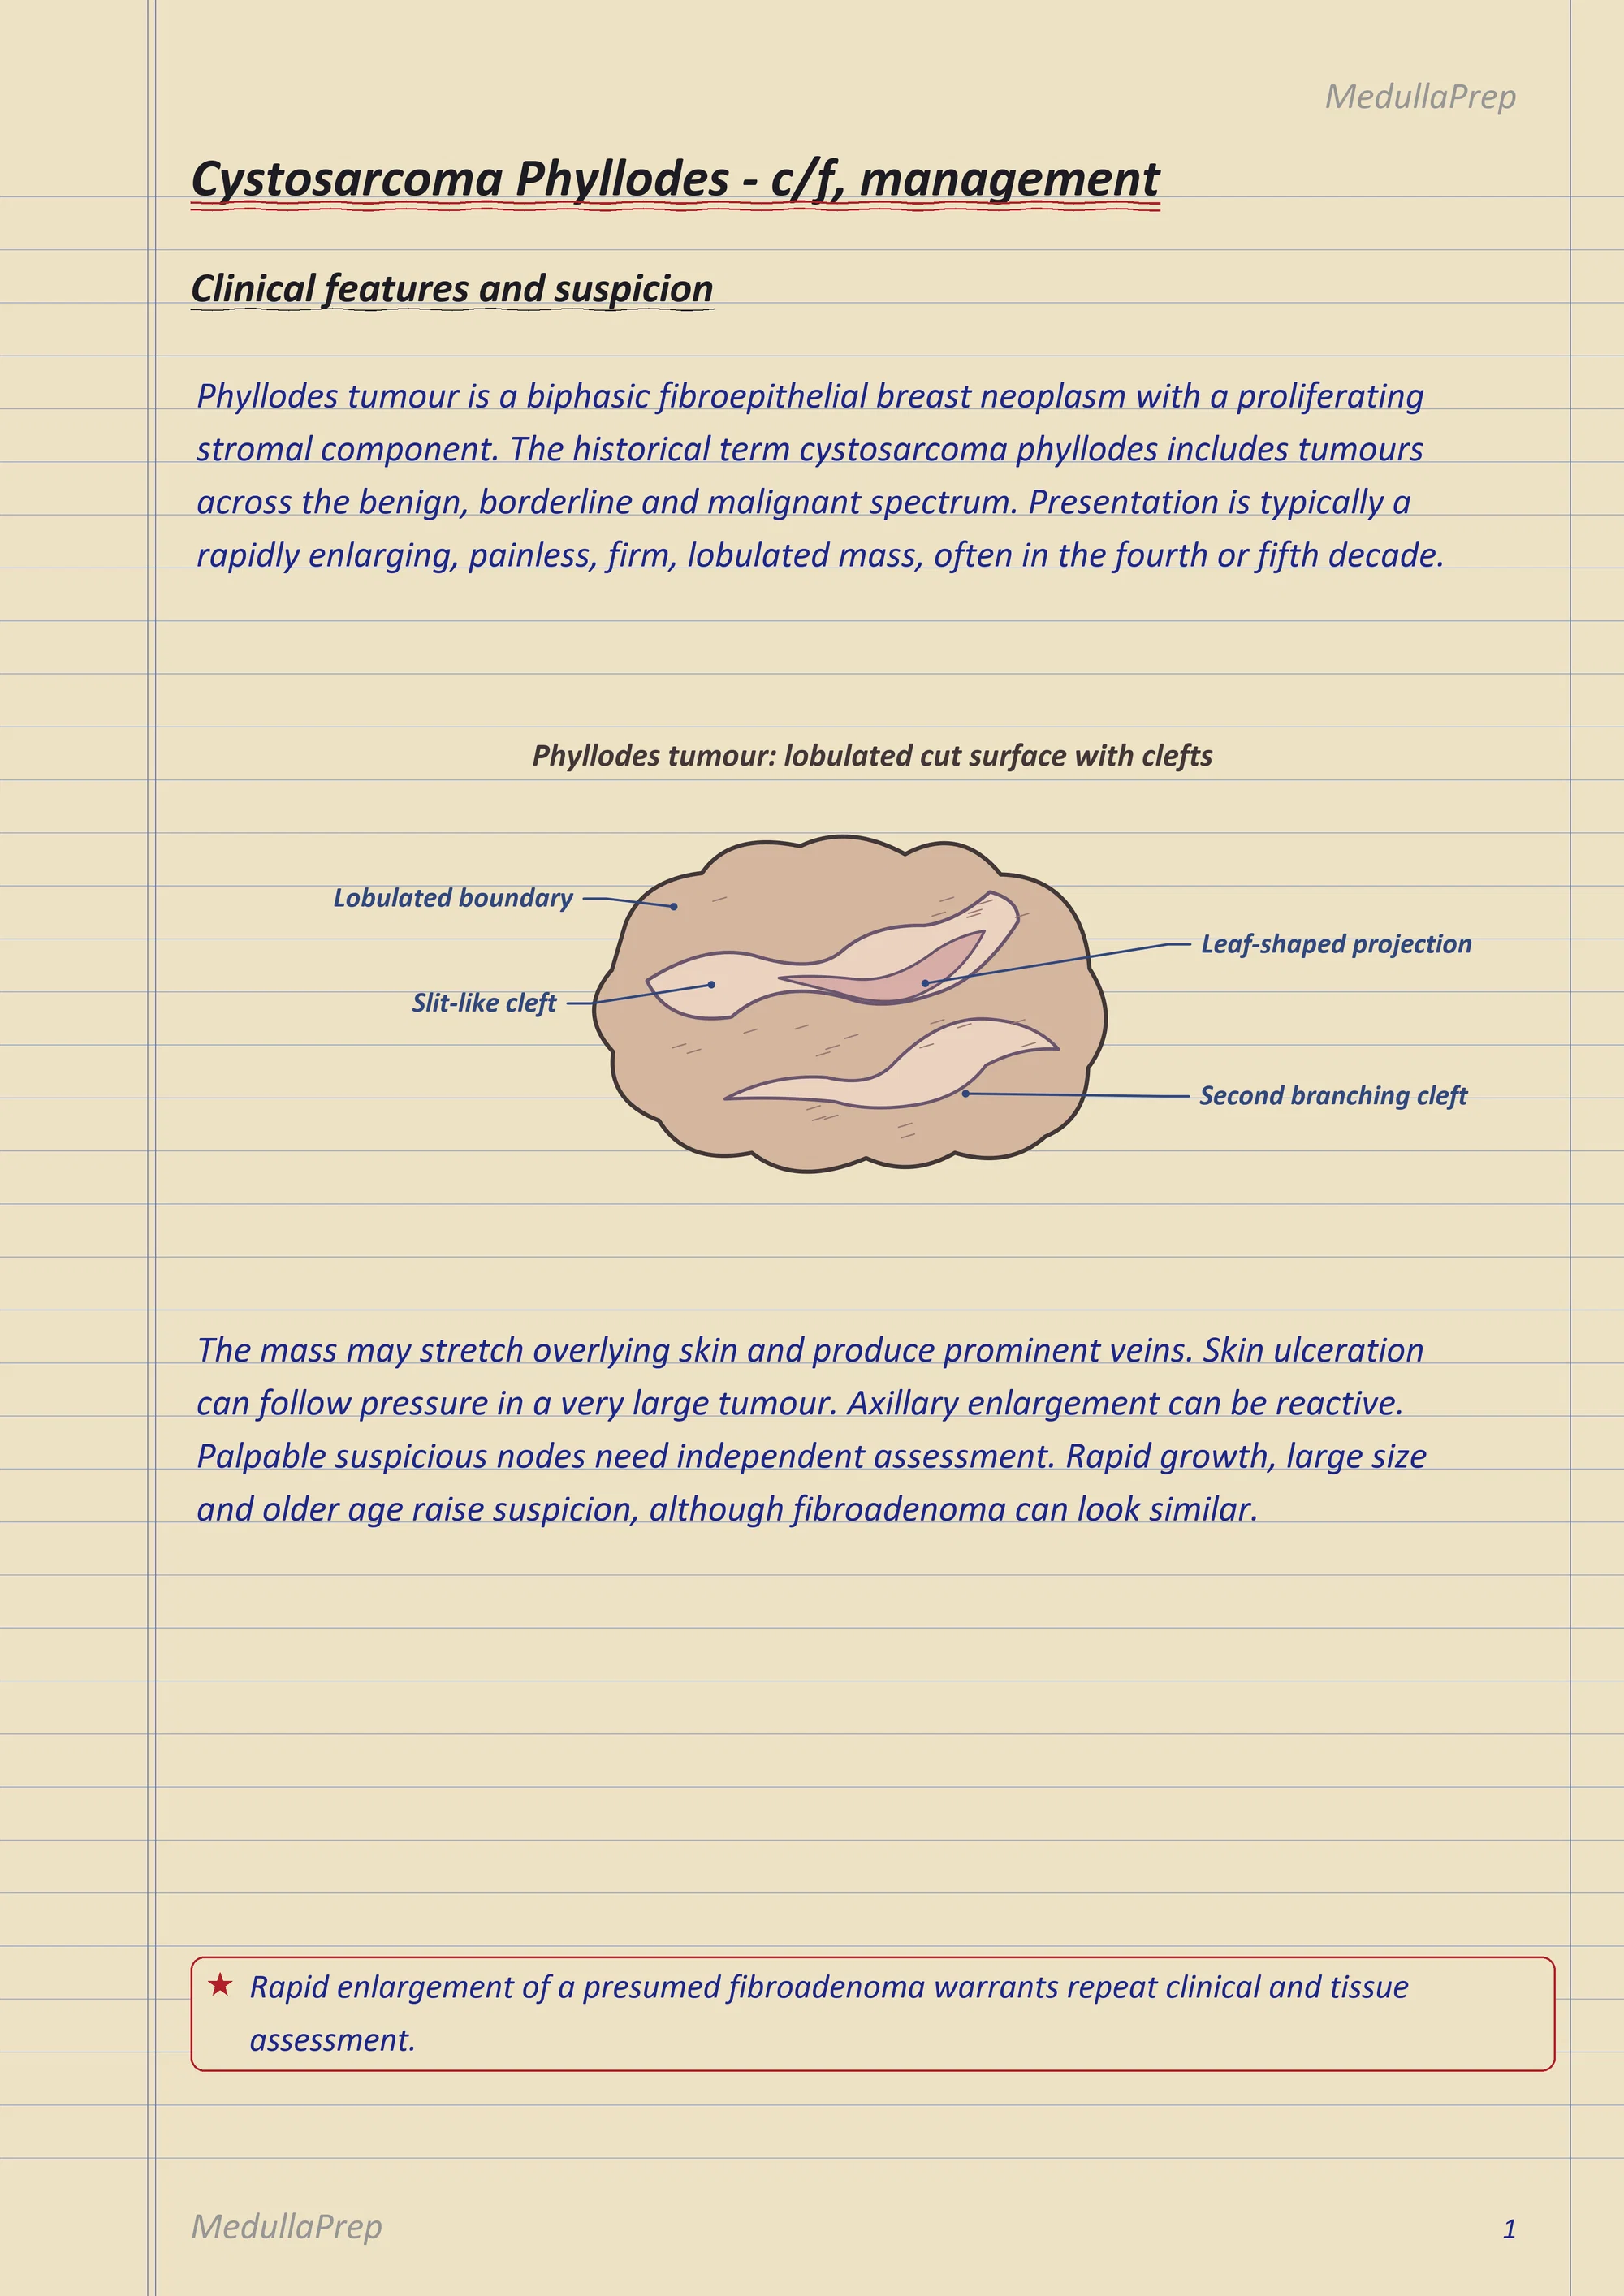 MedullaPrep
Cystosarcoma Phyllodes - c/f, management
Clinical features and suspicion
Phyllodes tumour is a biphasic fibroepithelial breast neoplasm with a proliferating
stromal component. The historical term cystosarcoma phyllodes includes tumours
across the benign, borderline and malignant spectrum. Presentation is typically a
rapidly enlarging, painless, firm, lobulated mass, often in the fourth or fifth decade.
Phyllodes tumour: lobulated cut surface with clefts
Lobulated boundary
Leaf-shaped projection
Slit-like cleft
Second branching cleft
The mass may stretch overlying skin and produce prominent veins. Skin ulceration
can follow pressure in a very large tumour. Axillary enlargement can be reactive.
Palpable suspicious nodes need independent assessment. Rapid growth, large size
and older age raise suspicion, although fibroadenoma can look similar.
★ Rapid enlargement of a presumed fibroadenoma warrants repeat clinical and tissue
assessment.
MedullaPrep
1